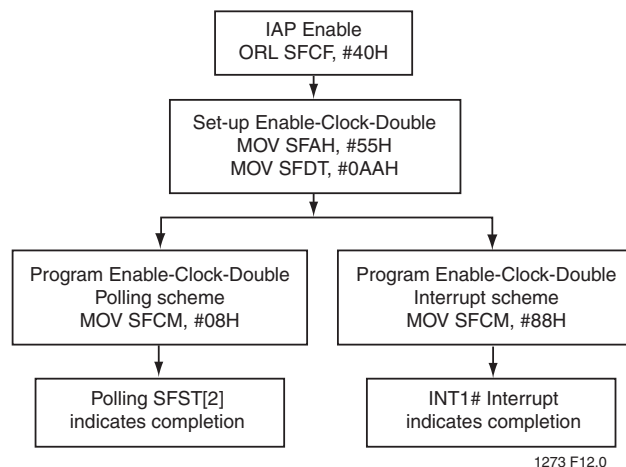 IAP Enable
ORL SFCF, #40H
Set-up Enable-Clock-Double
MOV SFAH, #55H
MOV SFDT, #0AAH
Program Enable-Clock-Double
Polling scheme
MOV SFCM, #08H
Program Enable-Clock-Double
Interrupt scheme
MOV SFCM, #88H
Polling SFST[2]
indicates completion
INT1# Interrupt
indicates completion
1273 F12.0